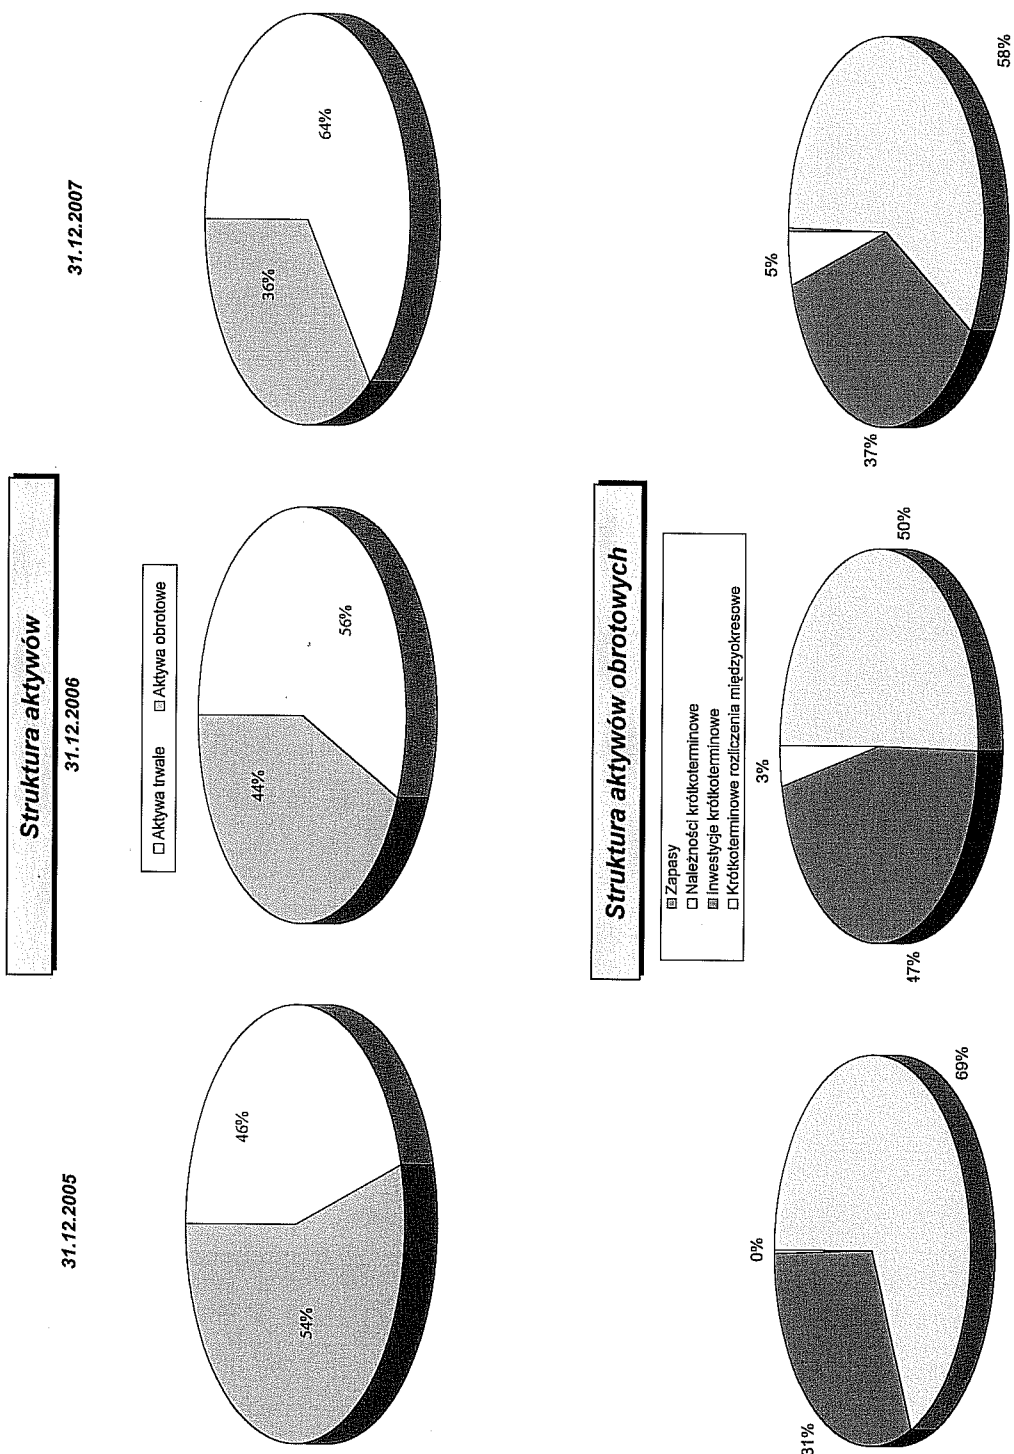 Struktura aktywów
31.12.2005
31.12.2006
31.12.2007
Aktywa trwałe
Aktywa obrotowe
46%
54%
56%
44%
64%
36%
Struktura aktywów obrotowych
Zapasy
Należności krótkoterminowe
Inwestycje krótkoterminowe
Krótkoterminowe rozliczenia międzyokresowe
0%
69%
31%
3%
50%
47%
5%
58%
37%